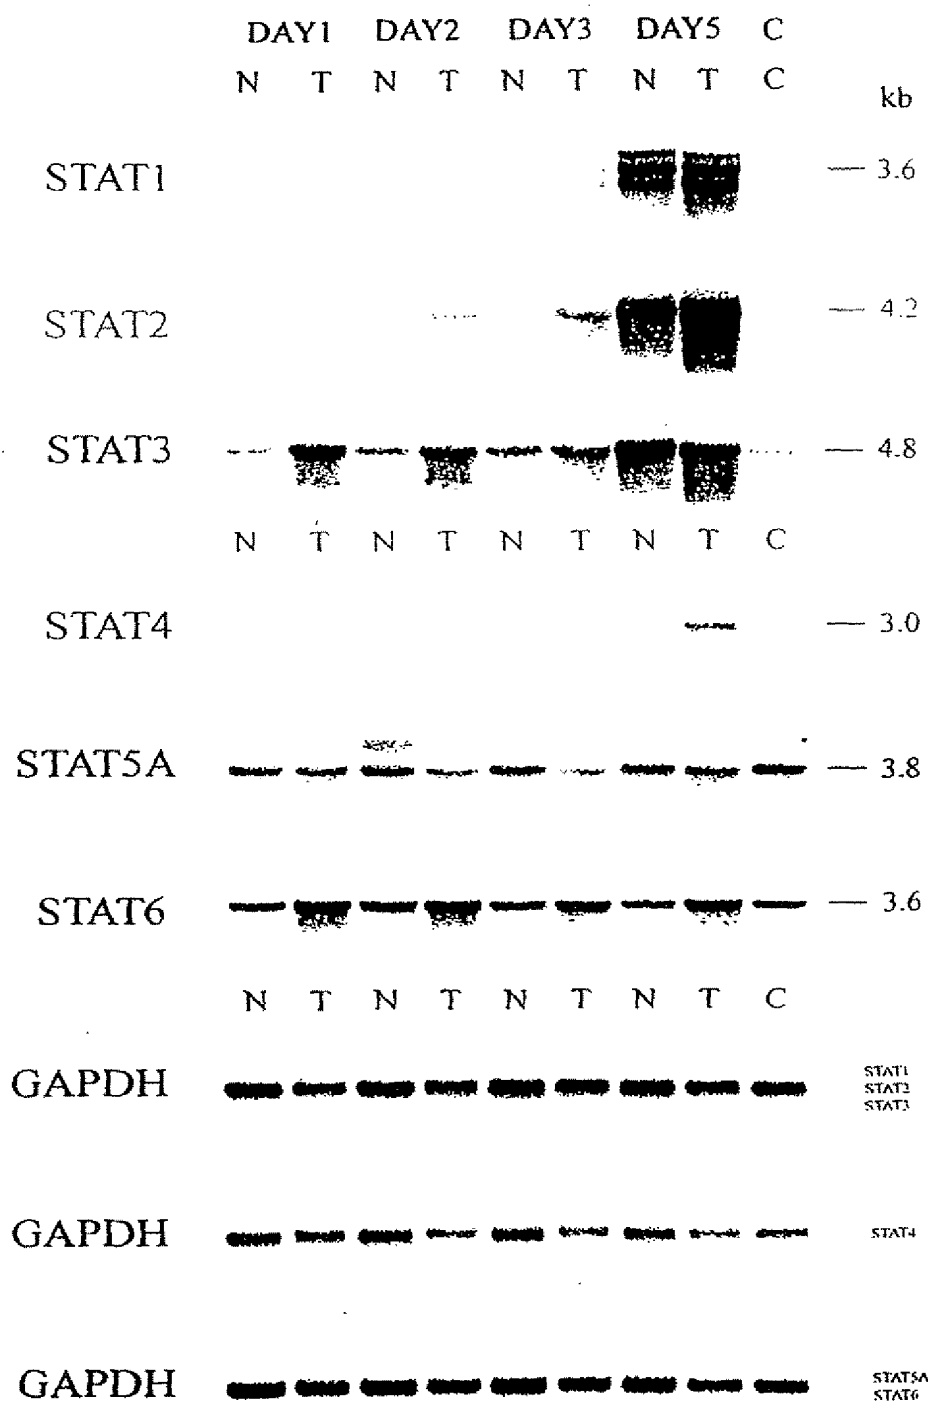 DAY1 DAY2 DAY3 DAY5 C
N T N T N T N T C
kb
STAT1 — 3.6
STAT2 — 4.2
STAT3 — 4.8
N T N T N T N T C
STAT4 — 3.0
STAT5A — 3.8
STAT6 — 3.6
N T N T N T N T C
GAPDH STAT1
STAT2
STAT3
GAPDH STAT4
GAPDH STAT5A
STAT6